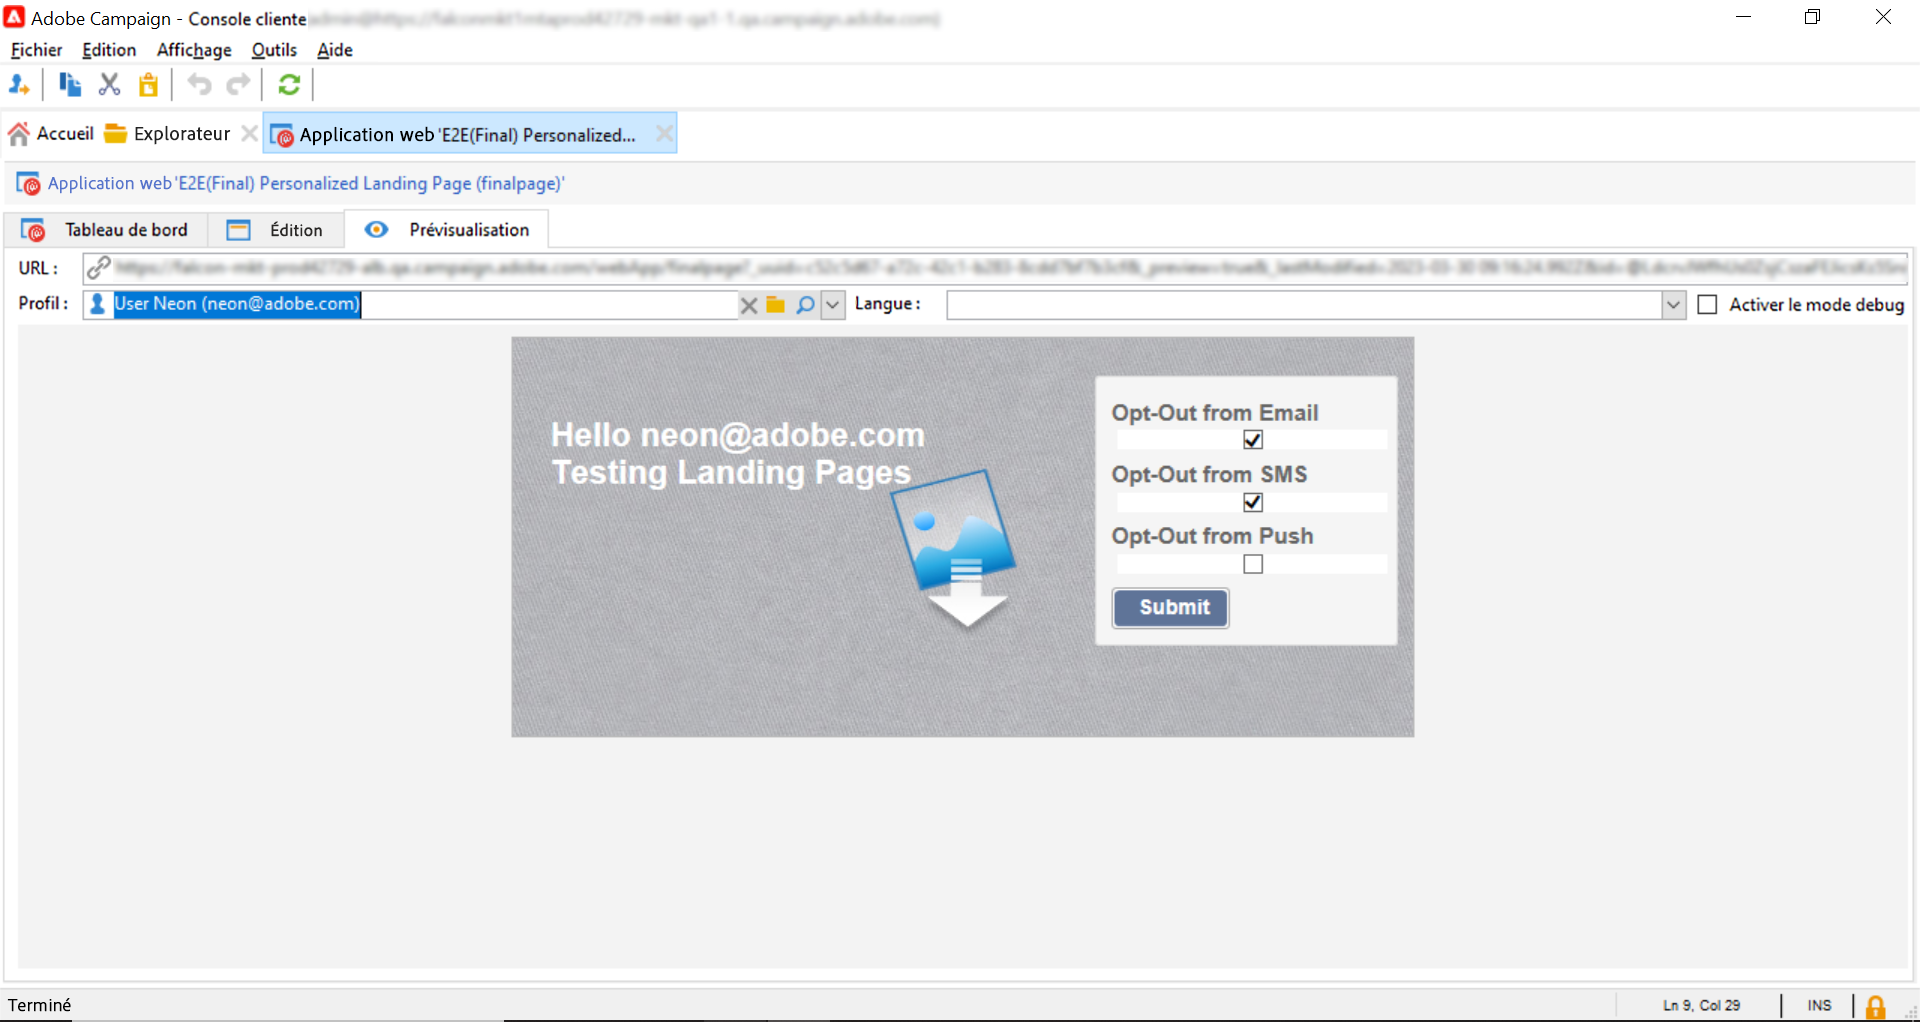 Adobe Campaign - Console cliente
Fichier Edition Affichage Outils Aide
Accueil Explorateur Application web 'E2E(Final) Personalized...
Application web 'E2E(Final) Personalized Landing Page (finalpage)'
Tableau de bord Édition Prévisualisation
URL :
Profil : User Neon (neon@adobe.com) Langue : Activer le mode debug
Hello neon@adobe.com
Testing Landing Pages
Opt-Out from Email
Opt-Out from SMS
Opt-Out from Push
Submit
Terminé Ln 9, Col 29 INS